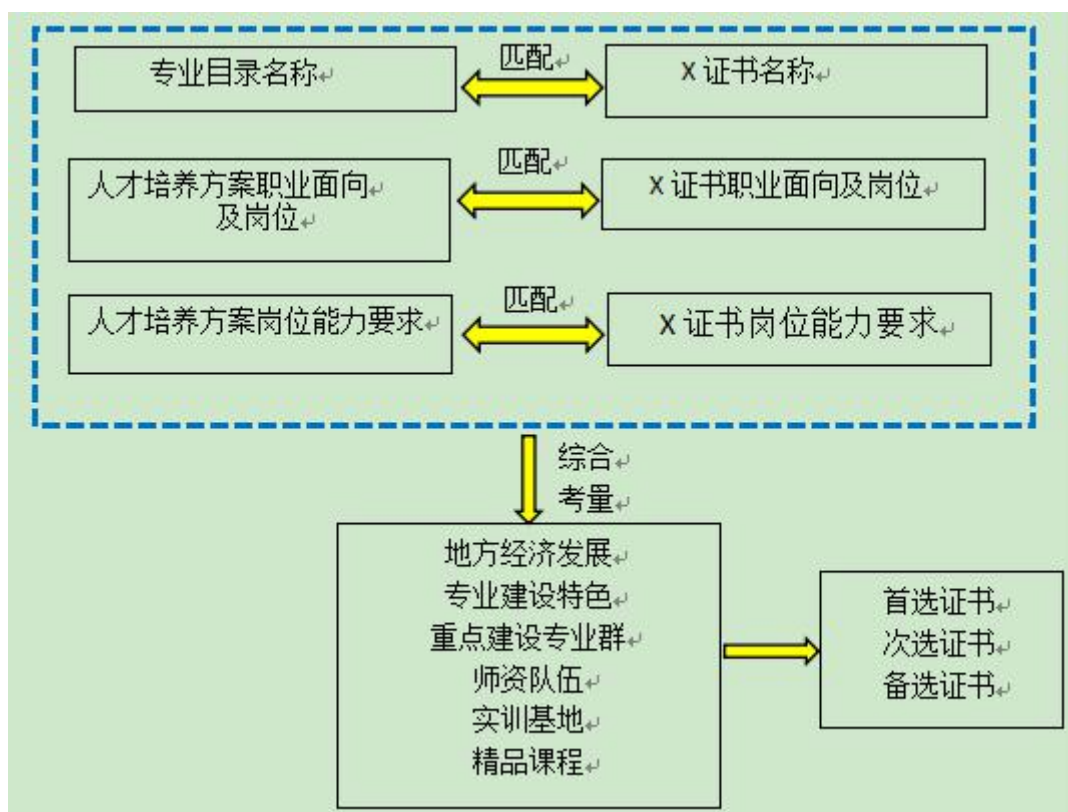 专业目录名称
匹配
X 证书名称
人才培养方案职业面向
及岗位
匹配
X 证书职业面向及岗位
人才培养方案岗位能力要求
匹配
X 证书岗位能力要求
综合
考量
地方经济发展
专业建设特色
重点建设专业群
师资队伍
实训基地
精品课程
首选证书
次选证书
备选证书